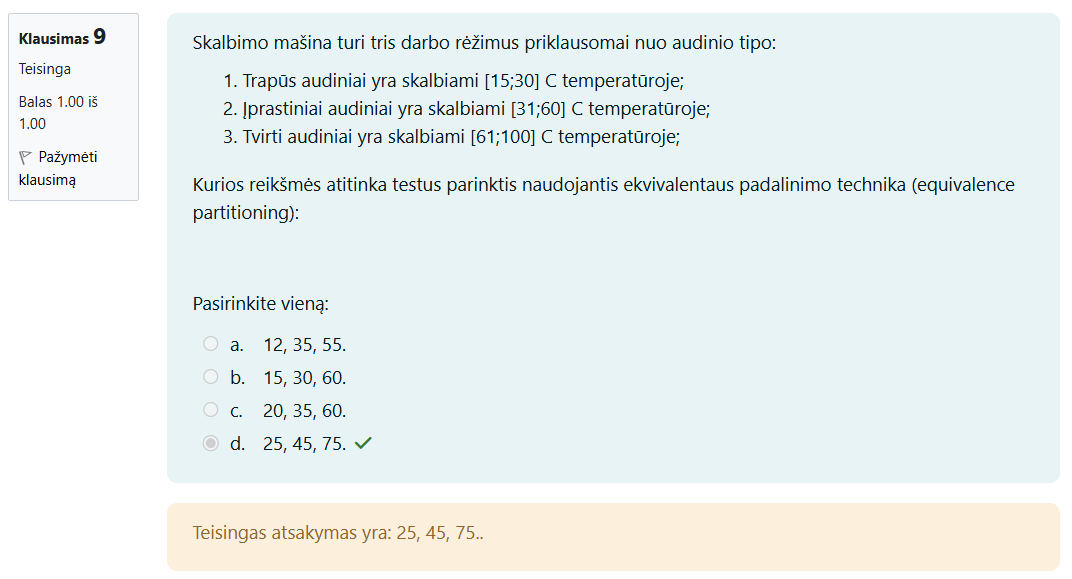 Klausimas 9
Teisinga
Balas 1.00 iš
1.00
Pažymėti
klausimą
Skalbimo mašina turi tris darbo rėžimus priklausomai nuo audinio tipo:
1. Trapūs audiniai yra skalbiami [15;30] C temperatūroje;
2. Įprastiniai audiniai yra skalbiami [31;60] C temperatūroje;
3. Tvirti audiniai yra skalbiami [61;100] C temperatūroje;
Kurios reikšmės atitinka testus parinktis naudojantis ekvivalentaus padalinimo technika (equivalence
partitioning):
Pasirinkite vieną:
a. 12, 35, 55.
b. 15, 30, 60.
c. 20, 35, 60.
d. 25, 45, 75.
Teisingas atsakymas yra: 25, 45, 75..